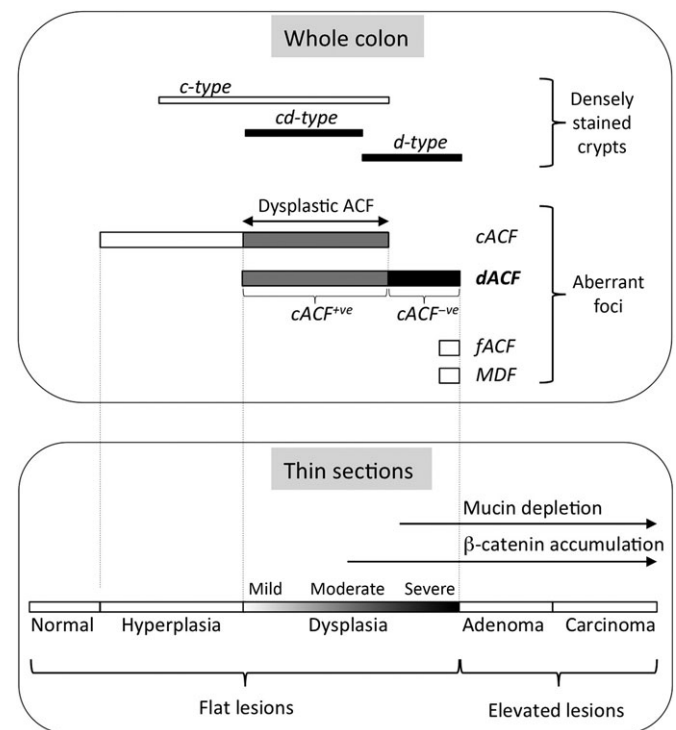 Whole colon
c-type
cd-type
d-type
Densely
stained
crypts
Dysplastic ACF
cACF
dACF
cACF+ve
cACF–ve
fACF
MDF
Aberrant
foci
Thin sections
Mucin depletion
β-catenin accumulation
Mild Moderate Severe
Normal Hyperplasia Dysplasia Adenoma Carcinoma
Flat lesions
Elevated lesions